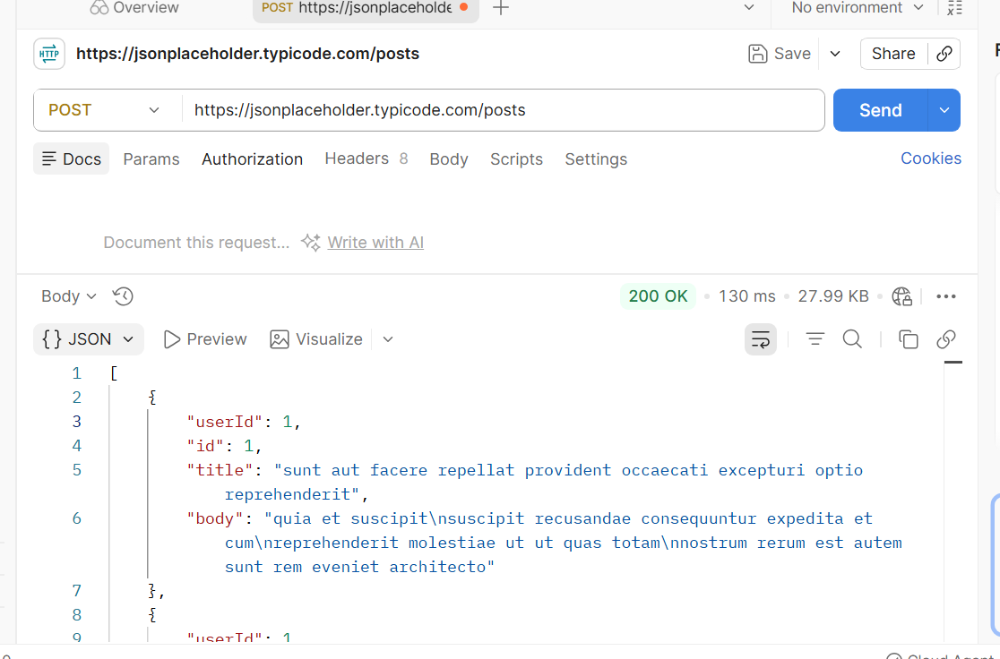 Overview
POST https://jsonplaceholde
No environment
HTTP https://jsonplaceholder.typicode.com/posts
Save
Share
POST
https://jsonplaceholder.typicode.com/posts
Send
Docs Params Authorization Headers 8 Body Scripts Settings
Cookies
Document this request... Write with AI
Body
200 OK 130 ms 27.99 KB
{} JSON Preview Visualize
1 [
2 {
3 "userId": 1,
4 "id": 1,
5 "title": "sunt aut facere repellat provident occaecati excepturi optio
reprehenderit",
6 "body": "quia et suscipit\nsuscipit recusandae consequuntur expedita et
cum\nreprehenderit molestiae ut ut quas totam\nnostrum rerum est autem
sunt rem eveniet architecto"
7 },
8 {
9 "userId": 1
Cloud Agent